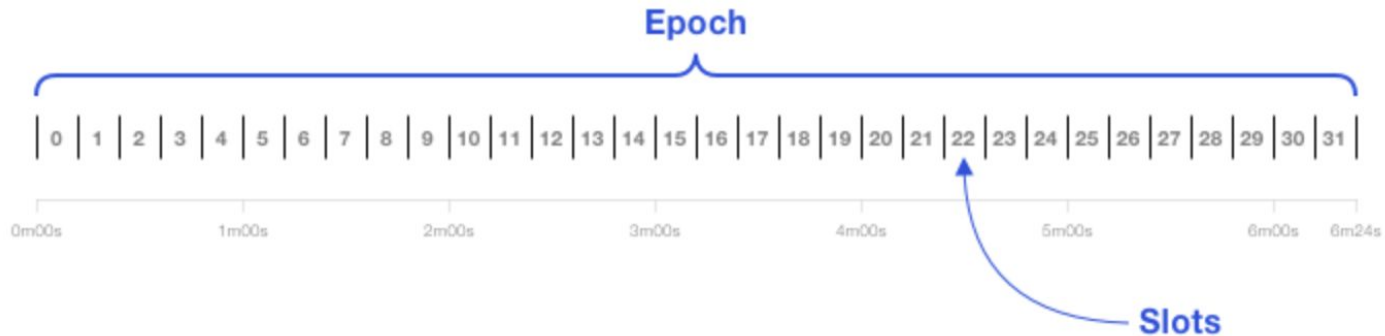 Epoch
0 1 2 3 4 5 6 7 8 9 10 11 12 13 14 15 16 17 18 19 20 21 22 23 24 25 26 27 28 29 30 31
0m00s 1m00s 2m00s 3m00s 4m00s 5m00s 6m00s 6m24s
Slots